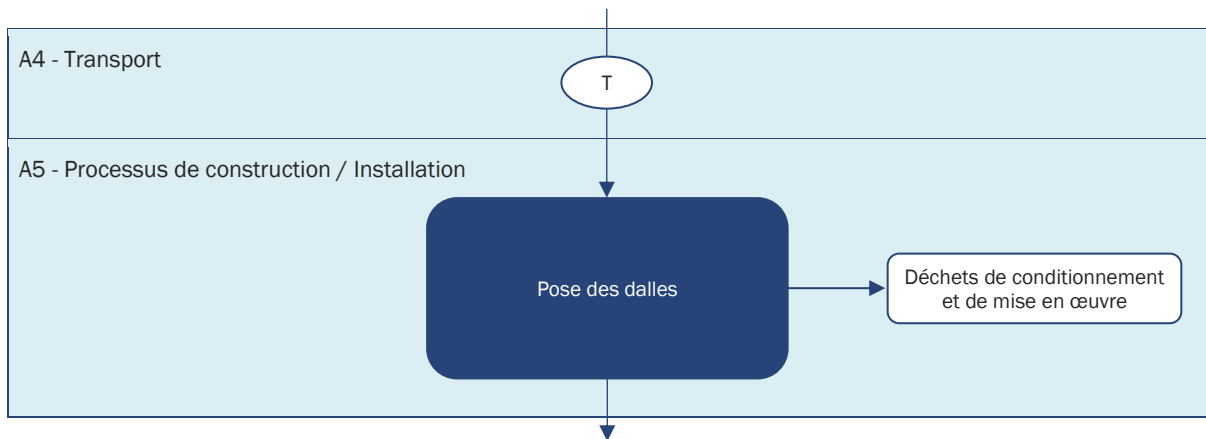 A4 - Transport
T
A5 - Processus de construction / Installation
Pose des dalles
Déchets de conditionnement
et de mise en œuvre